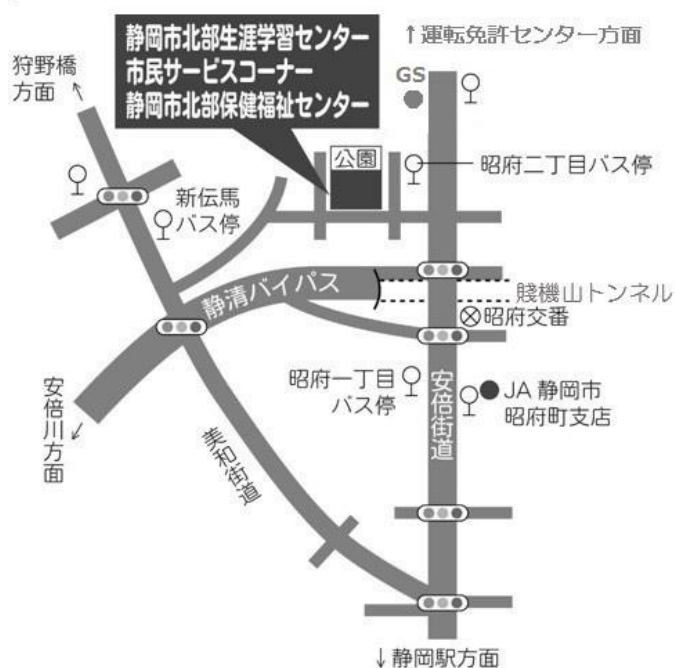 静岡市北部生涯学習センター
市民サービスコーナー
静岡市北部保健福祉センター
↑運転免許センター方面
GS
狩野橋
方面
公園
昭府二丁目バス停
新伝馬
バス停
静清バイパス
賤機山トンネル
昭府交番
昭府一丁目
バス停
安倍街道
JA 静岡市
昭府町支店
安倍川方面
美和街道
↓静岡駅方面